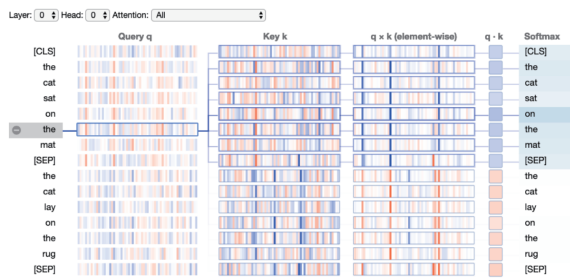 Layer: 0 Head: 0 Attention: All
Query q Key k q × k (element-wise) q · k Softmax
[CLS] [CLS]
the the
cat cat
sat sat
on on
the the
mat mat
[SEP] [SEP]
the the
cat cat
lay lay
on on
the the
rug rug
[SEP] [SEP]